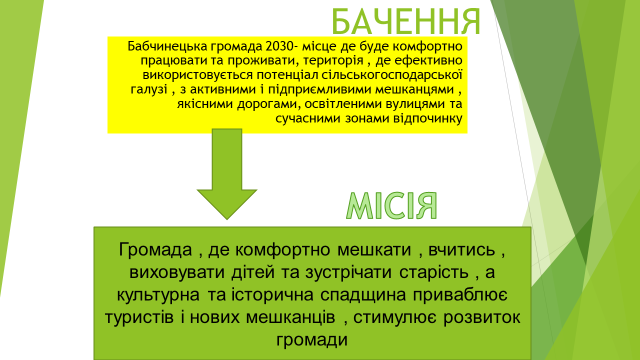 БАЧЕННЯ
Бабчинецька громада 2030- місце де буде комфортно
працювати та проживати, територія , де ефективно
використовується потенціал сільськогосподарської
галузі , з активними і підприємливими мешканцями ,
якісними дорогами, освітленими вулицями та
сучасними зонами відпочинку
МІСІЯ
Громада , де комфортно мешкати , вчитись ,
виховувати дітей та зустрічати старість , а
культурна та історична спадщина приваблює
туристів і нових мешканців , стимулює розвиток
громади